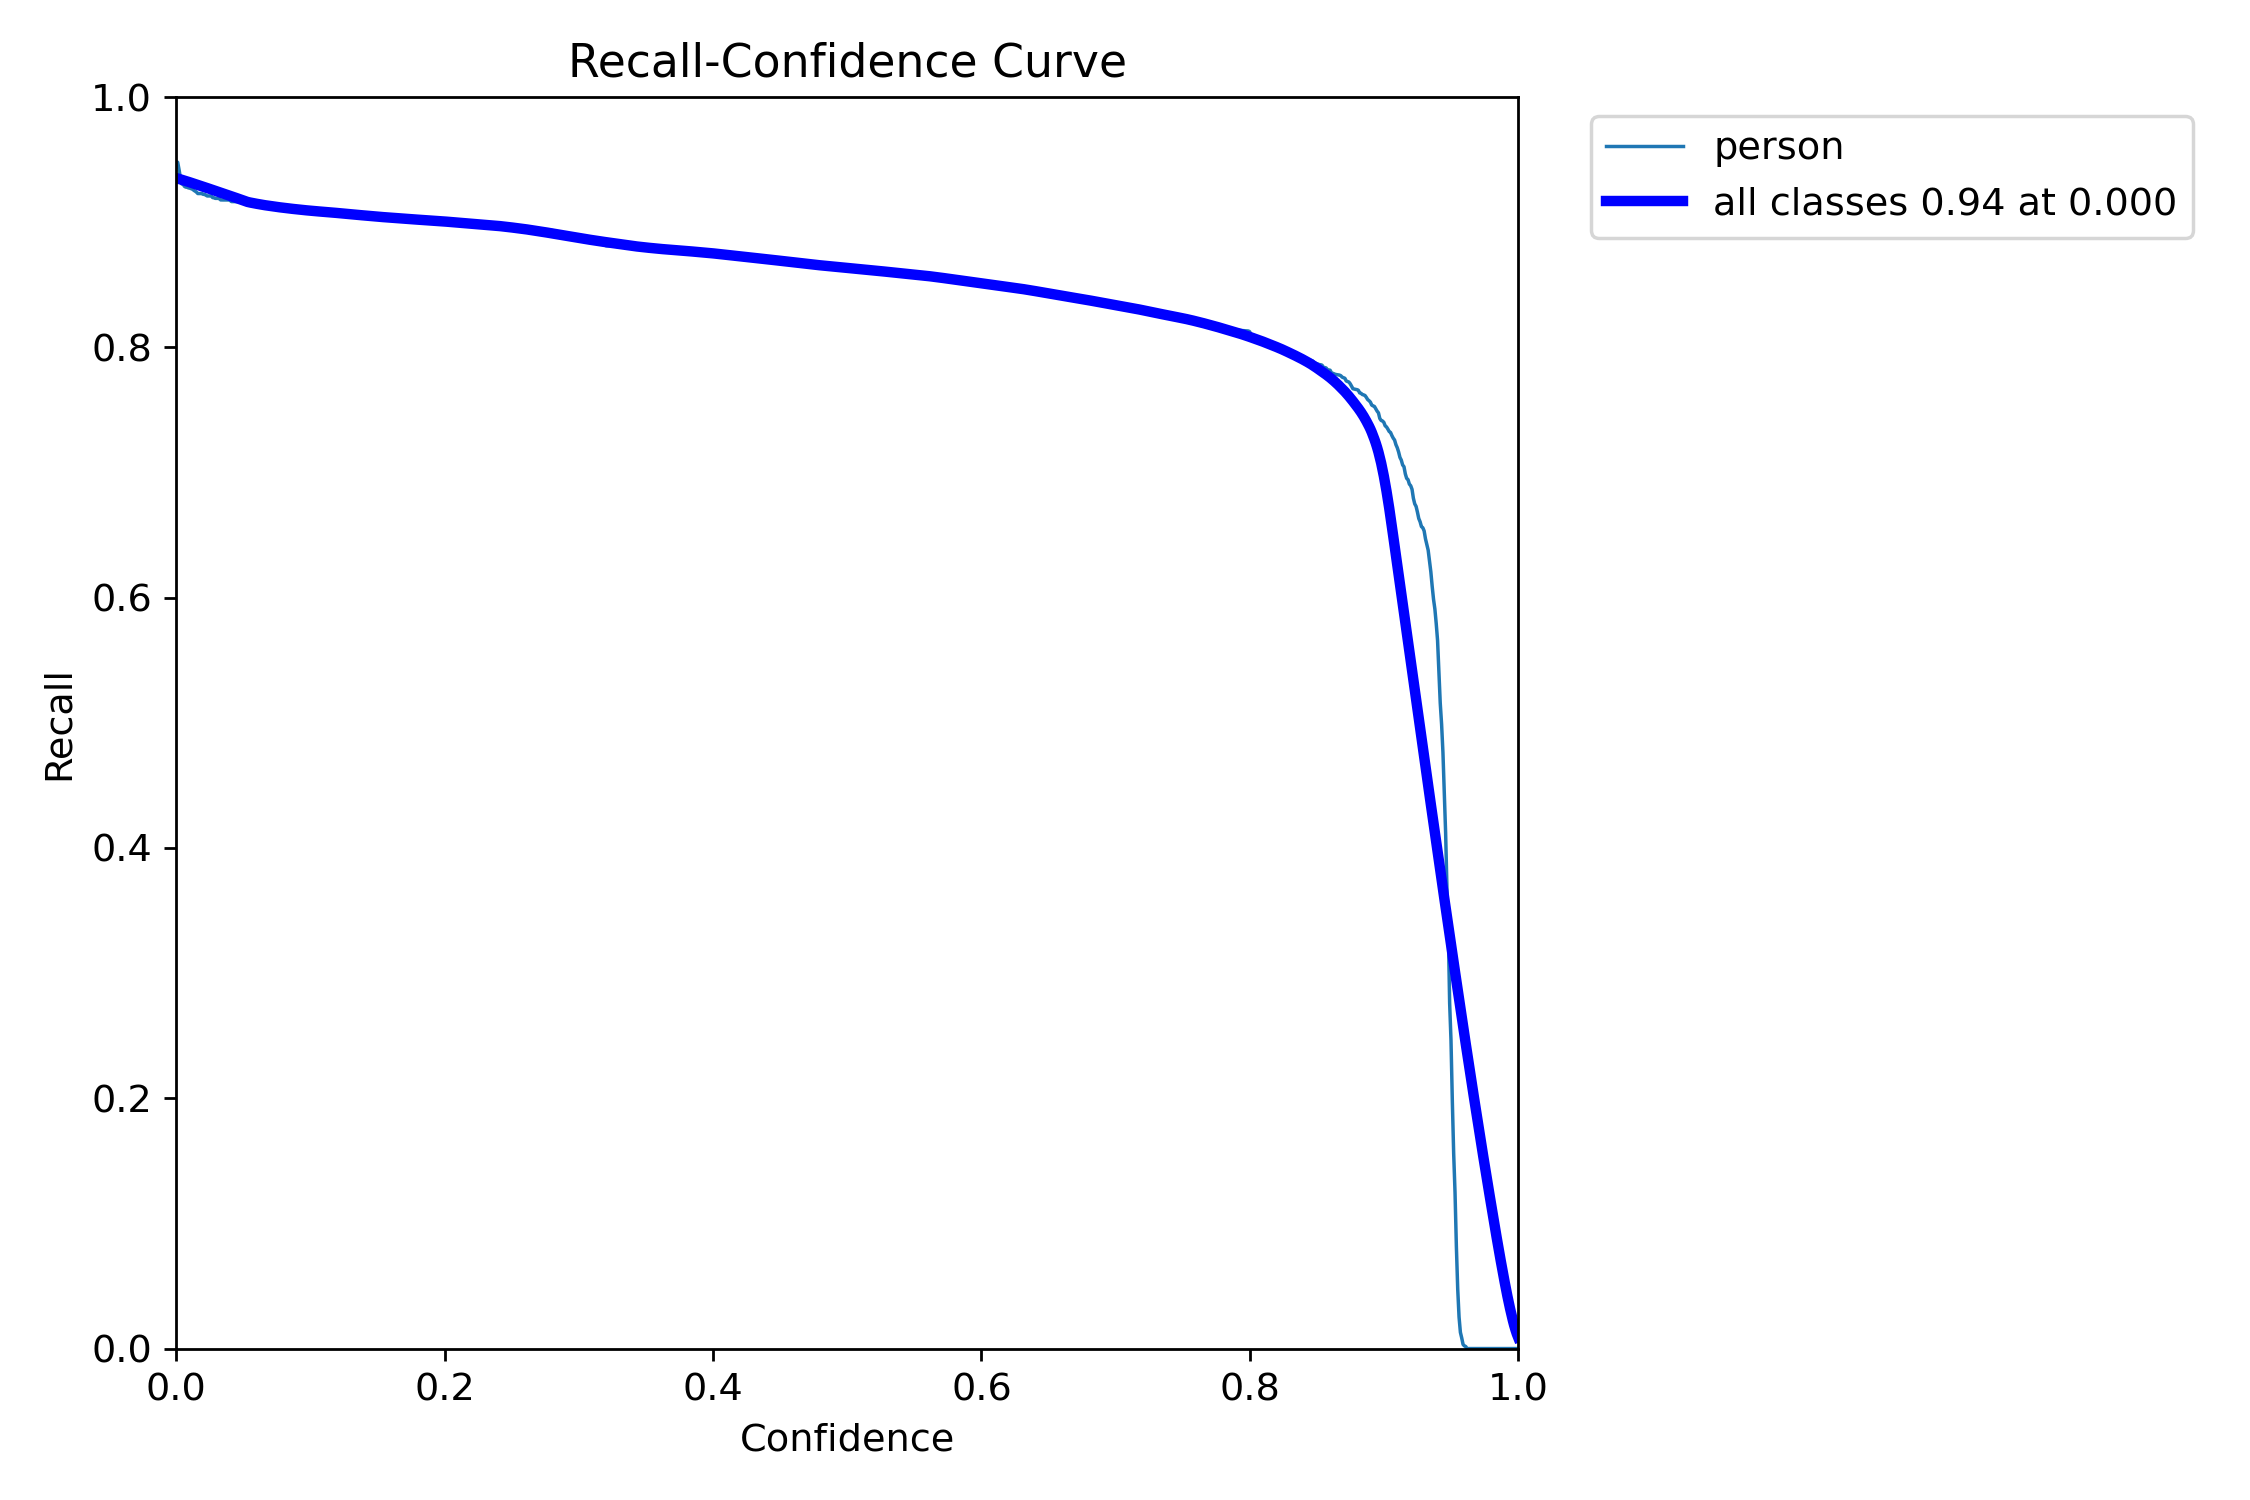 Recall-Confidence Curve
1.0
0.8
0.6
0.4
0.2
0.0
Recall
0.0 0.2 0.4 0.6 0.8 1.0
Confidence
person
all classes 0.94 at 0.000